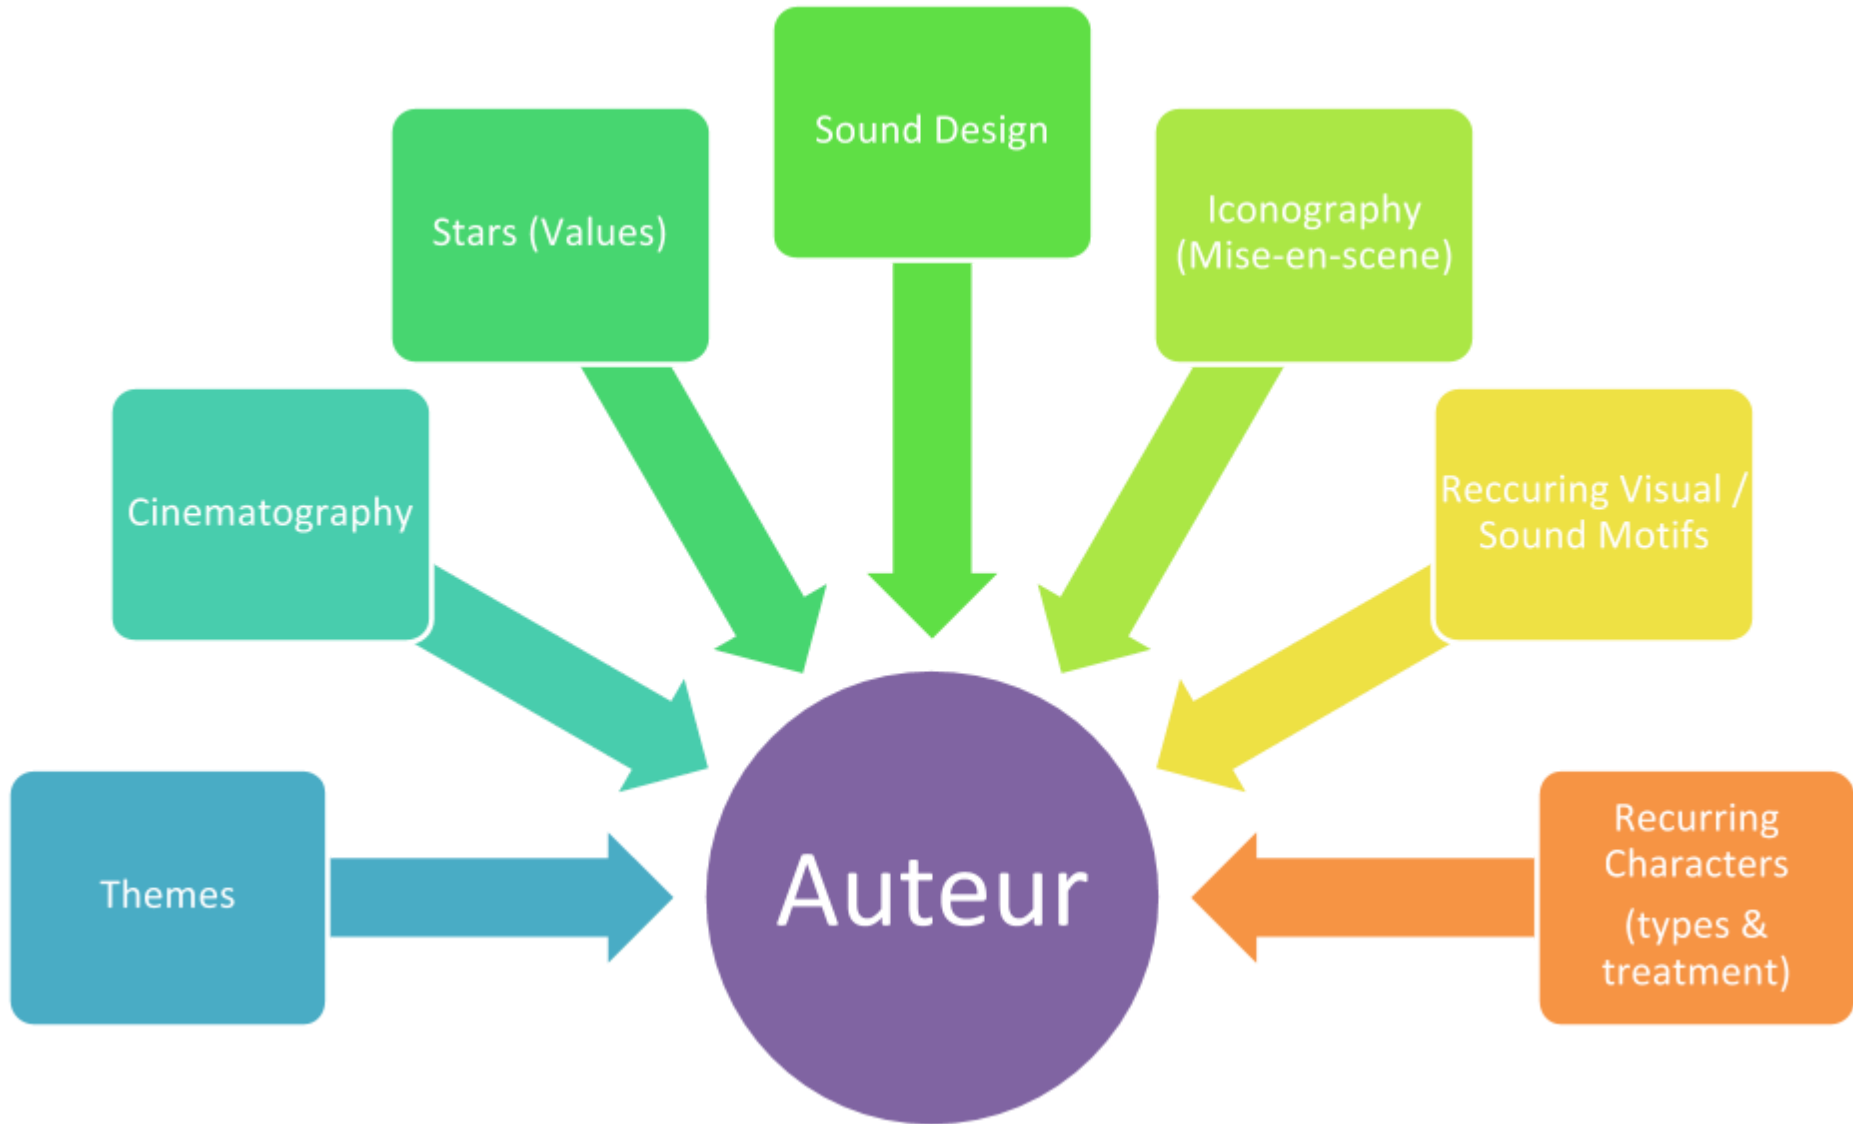 Sound Design
Stars (Values)
Iconography
(Mise-en-scene)
Cinematography
Reccuring Visual /
Sound Motifs
Themes
Auteur
Recurring
Characters
(types &
treatment)